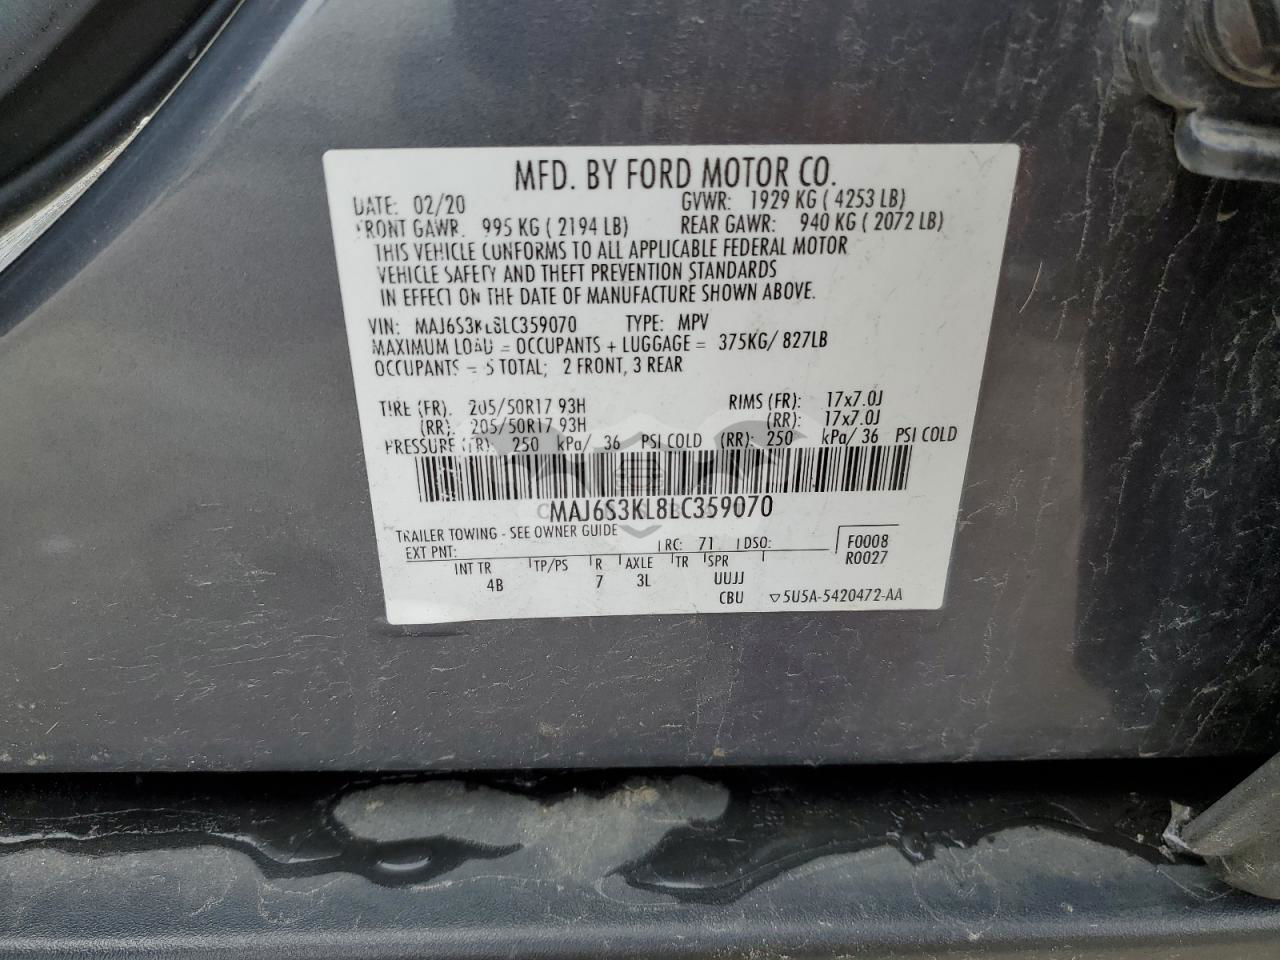 MFD. BY FORD MOTOR CO.
DATE: 02/20 GVWR: 1929 KG ( 4253 LB)
FRONT GAWR: 995 KG ( 2194 LB) REAR GAWR: 940 KG ( 2072 LB)
THIS VEHICLE CONFORMS TO ALL APPLICABLE FEDERAL MOTOR
VEHICLE SAFETY AND THEFT PREVENTION STANDARDS
IN EFFECT ON THE DATE OF MANUFACTURE SHOWN ABOVE.
VIN: MAJ6S3KL8LC359070 TYPE: MPV
MAXIMUM LOAD = OCCUPANTS + LUGGAGE = 375KG/ 827LB
OCCUPANTS = 5 TOTAL; 2 FRONT, 3 REAR
TIRE (FR): 205/50R17 93H RIMS (FR): 17x7.0J
(RR): 205/50R17 93H (RR): 17x7.0J
PRESSURE (FR): 250 kPa/ 36 PSI COLD (RR): 250 kPa/ 36 PSI COLD
MAJ6S3KL8LC359070
TRAILER TOWING - SEE OWNER GUIDE
EXT PNT: RC: 71 DSO: F0008
INT TR TP/PS R AXLE TR SPR R0027
4B 7 3L UUJJ
CBU ▽5U5A-5420472-AA